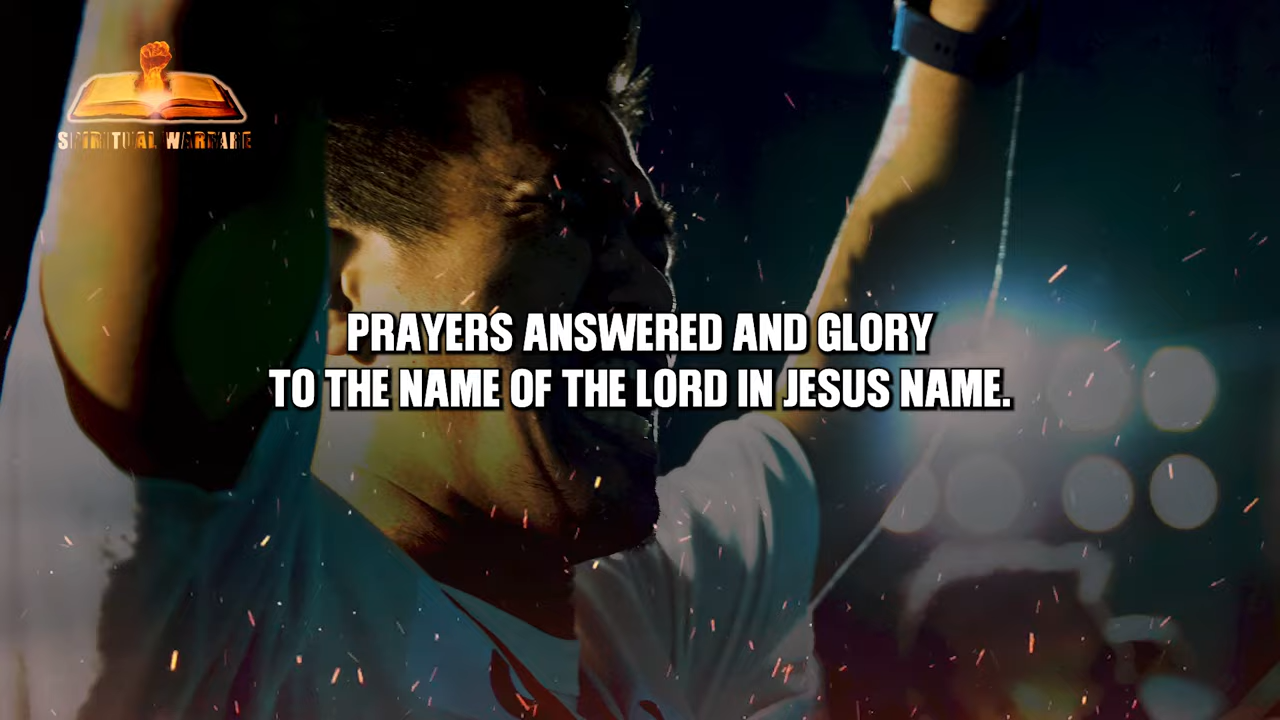 SPIRITUAL WARFARE
PRAYERS ANSWERED AND GLORY
TO THE NAME OF THE LORD IN JESUS NAME.